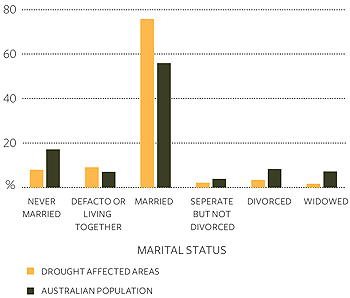 80
60
40
20
%
NEVER MARRIED
DEFACTO OR LIVING TOGETHER
MARRIED
SEPERATE BUT NOT DIVORCED
DIVORCED
WIDOWED
MARITAL STATUS
DROUGHT AFFECTED AREAS
AUSTRALIAN POPULATION